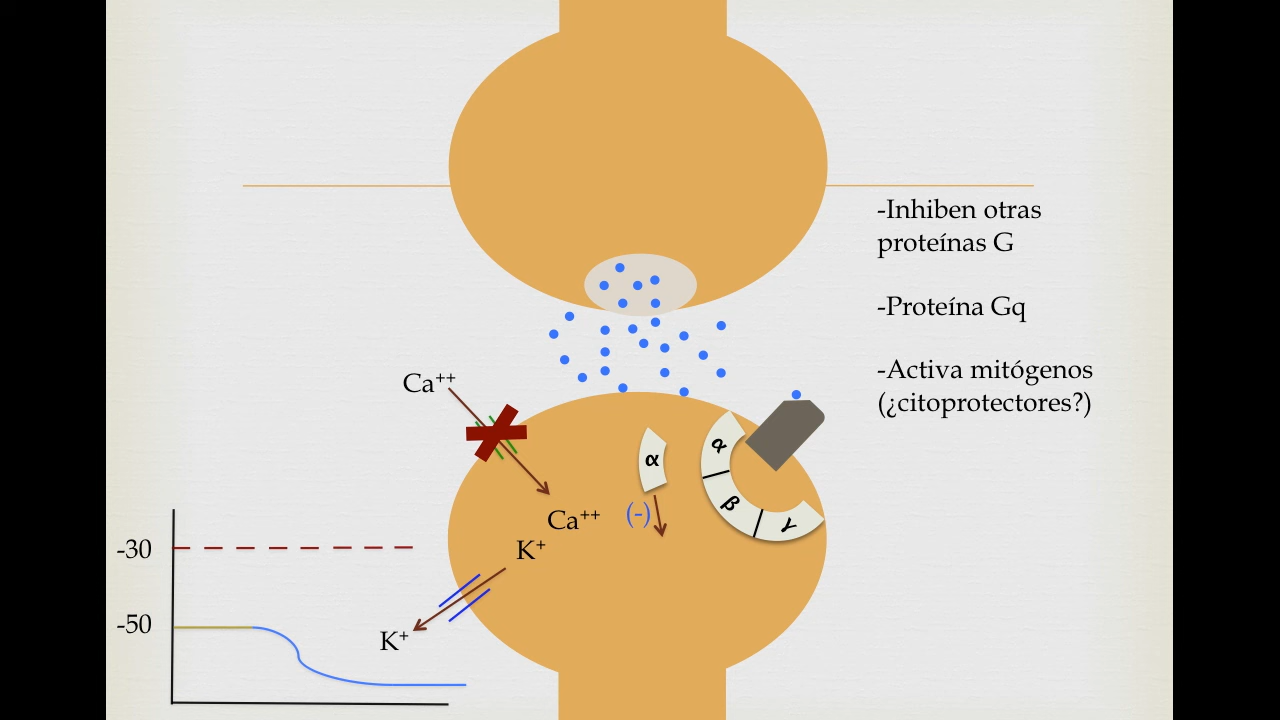 -Inhiben otras
proteínas G
-Proteína Gq
-Activa mitógenos
(¿citoprotectores?)
Ca⁺⁺
α
α
β
γ
(-)
Ca⁺⁺
K⁺
K⁺
-30
-50